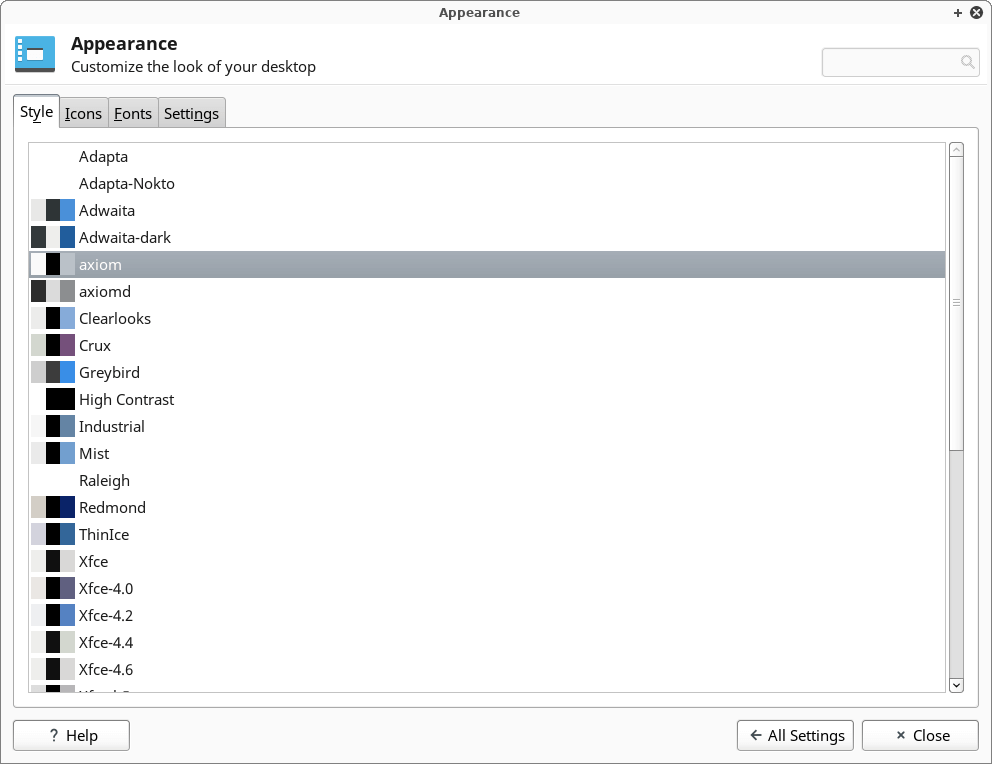 Appearance
Appearance
Customize the look of your desktop
Style Icons Fonts Settings
Adapta
Adapta-Nokto
Adwaita
Adwaita-dark
axiom
axiomd
Clearlooks
Crux
Greybird
High Contrast
Industrial
Mist
Raleigh
Redmond
ThinIce
Xfce
Xfce-4.0
Xfce-4.2
Xfce-4.4
Xfce-4.6
? Help
All Settings
Close